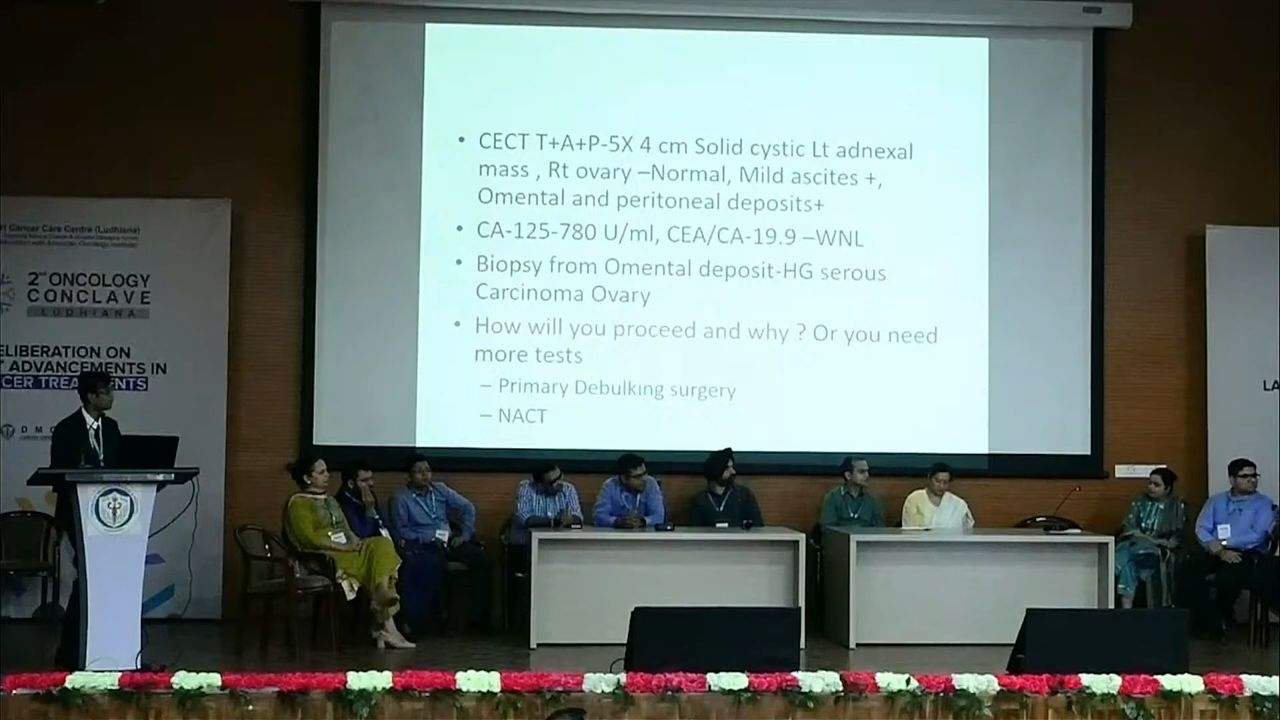 • CECT T+A+P-5X 4 cm Solid cystic Lt adnexal
mass , Rt ovary –Normal, Mild ascites +,
Omental and peritoneal deposits+
• CA-125-780 U/ml, CEA/CA-19.9 –WNL
• Biopsy from Omental deposit-HG serous
Carcinoma Ovary
• How will you proceed and why ? Or you need
more tests
– Primary Debulking surgery
– NACT
Cancer Care Centre (Ludhiana)
2nd ONCOLOGY
CONCLAVE
LUDHIANA
ELIBERATION ON
ADVANCEMENTS IN
CER TREATMENTS
DMC
LA